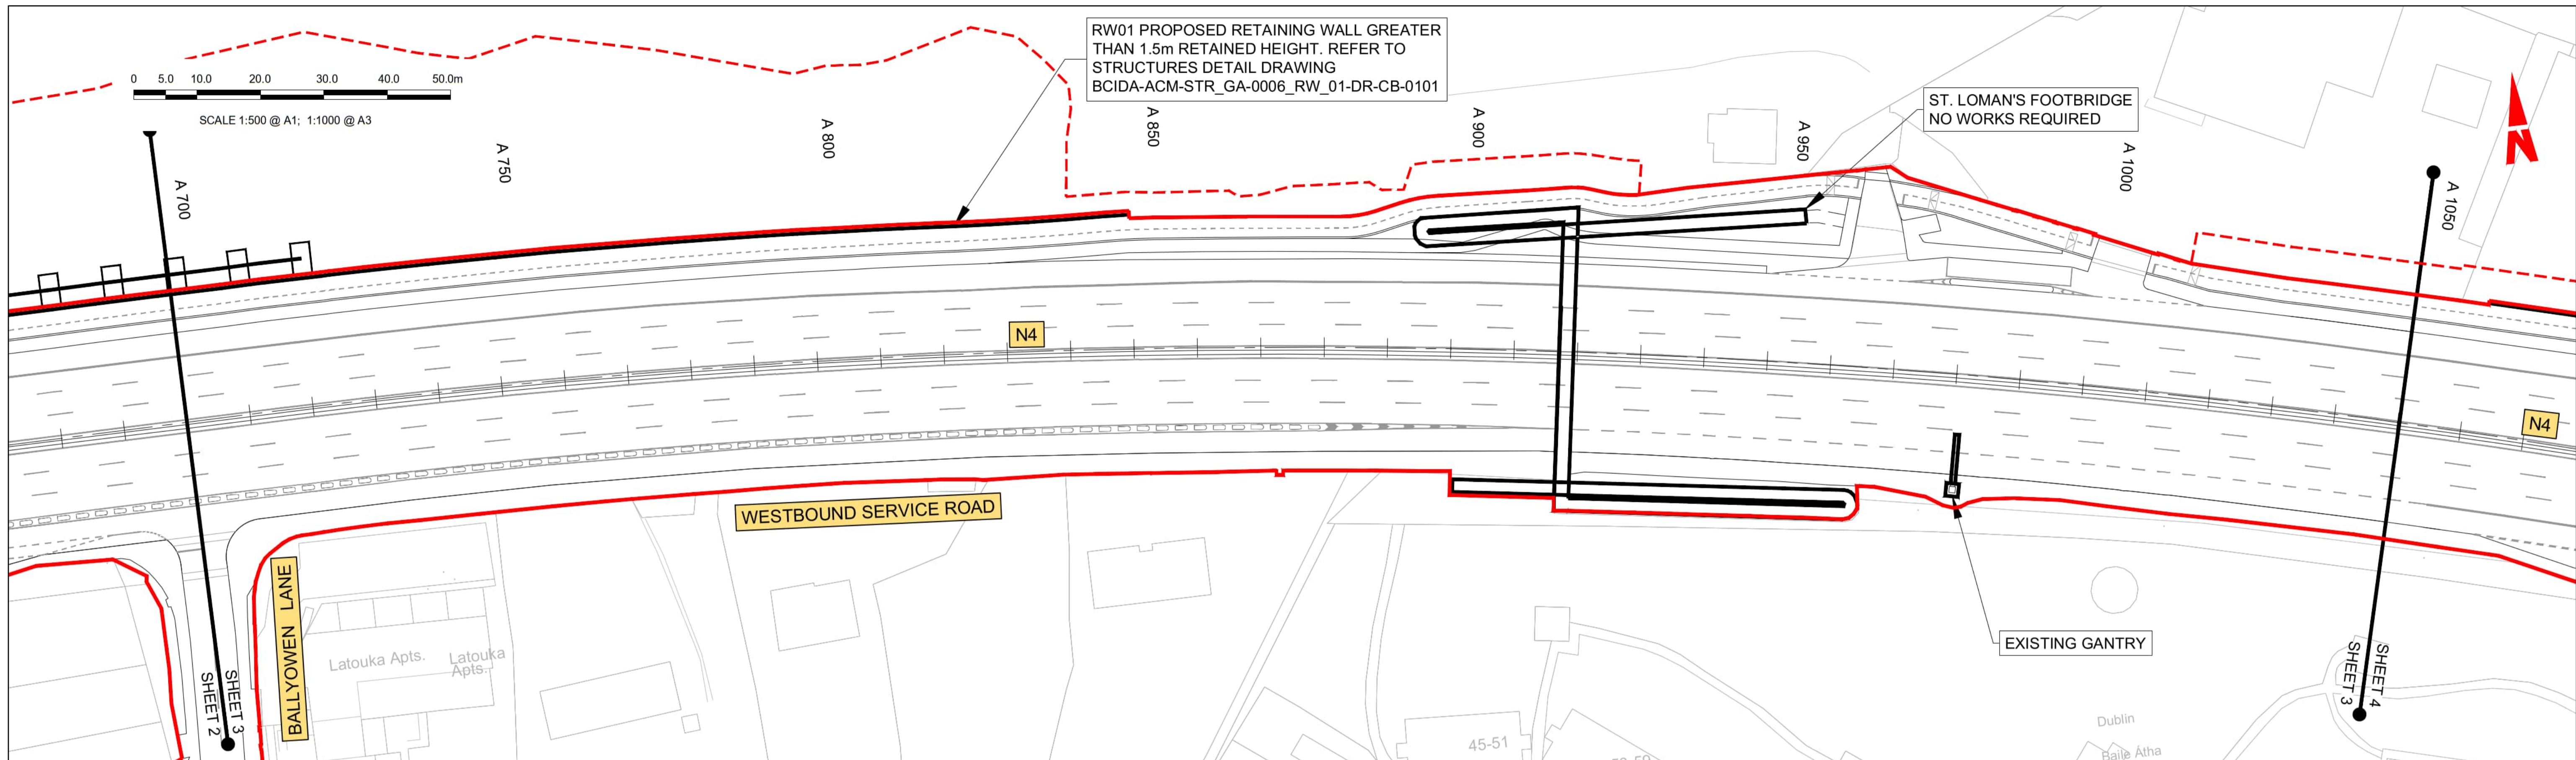 RW01 PROPOSED RETAINING WALL GREATER
THAN 1.5m RETAINED HEIGHT. REFER TO
STRUCTURES DETAIL DRAWING
BCIDA-ACM-STR_GA-0006_RW_01-DR-CB-0101
0 5.0 10.0 20.0 30.0 40.0 50.0m
SCALE 1:500 @ A1; 1:1000 @ A3
ST. LOMAN'S FOOTBRIDGE
NO WORKS REQUIRED
N
A 700
A 750
A 800
A 850
A 900
A 950
A 1000
A 1050
N4
N4
WESTBOUND SERVICE ROAD
BALLYOWEN LANE
EXISTING GANTRY
Latouka Apts.
Latouka
Apts.
SHEET 2
SHEET 3
SHEET 3
SHEET 4
45-51
Dublin
Baile Átha